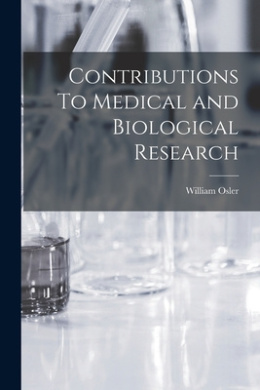 Contributions
To Medical and
Biological
Research
William Osler